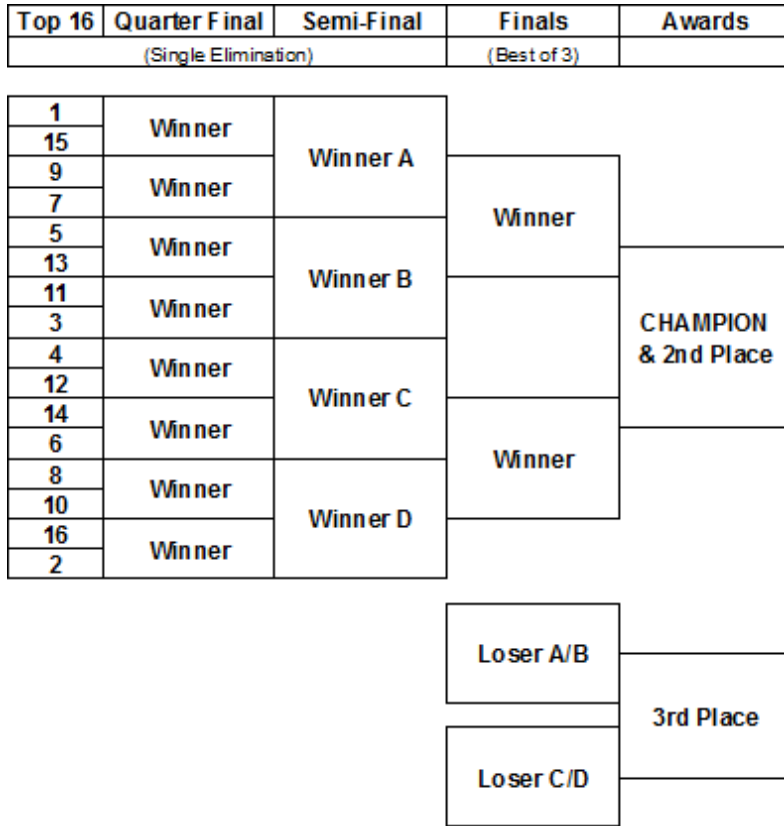 Top 16 Quarter Final Semi-Final Finals Awards
(Single Elimination) (Best of 3)
1
Winner
15
Winner A
9
Winner
7
Winner
5
Winner
13
Winner B
11
Winner
3
CHAMPION
& 2nd Place
4
Winner
12
Winner C
14
Winner
6
Winner
8
Winner
10
Winner D
16
Winner
2
Loser A/B
3rd Place
Loser C/D